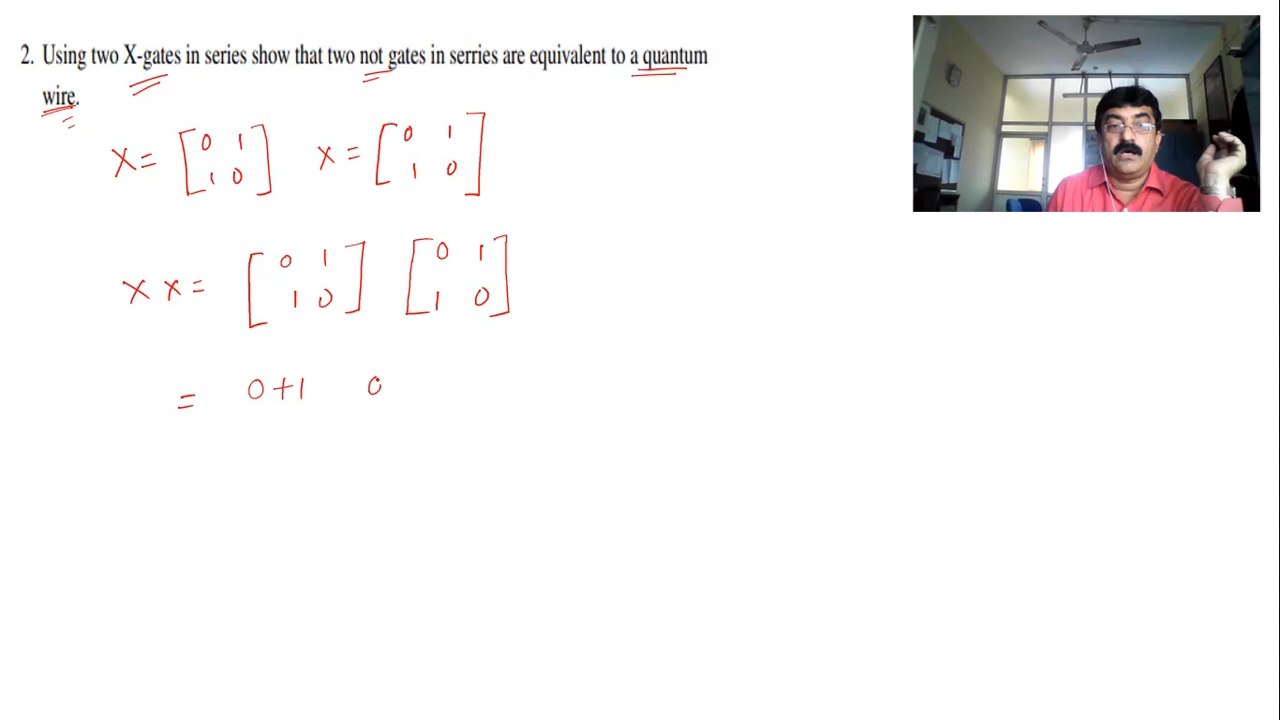 2. Using two X-gates in series show that two not gates in serries are equivalent to a quantum
wire.
X = [ 0 1 X = [ 0 1
1 0 ] 1 0 ]
X X = [ 0 1 [ 0 1
1 0 ] 1 0 ]
= 0+1 0